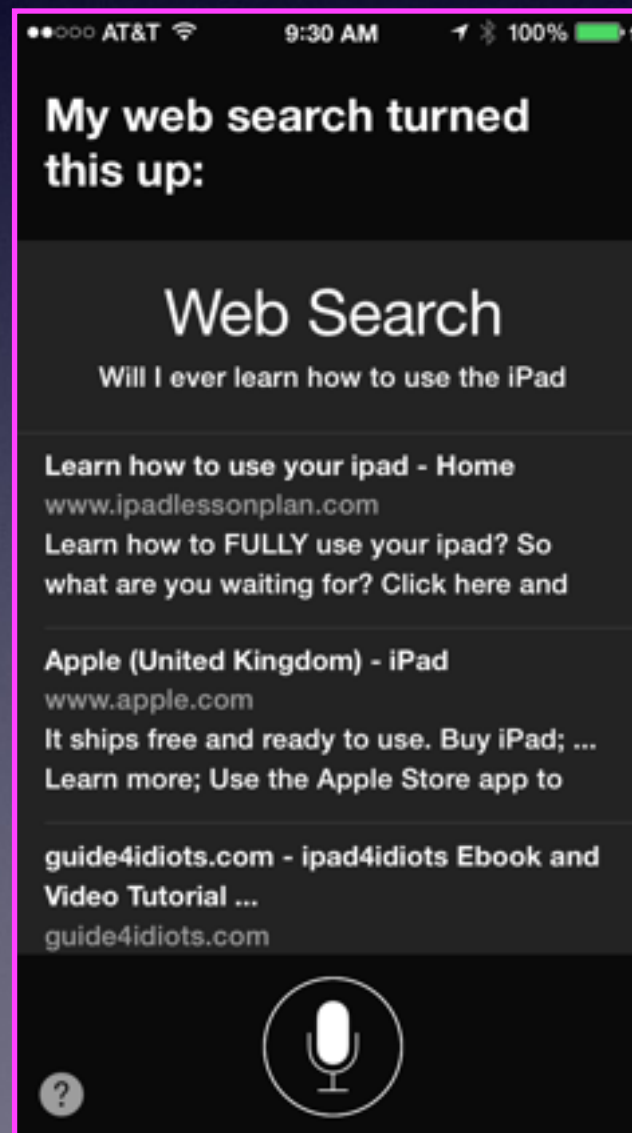 AT&T 9:30 AM 100%
My web search turned
this up:
Web Search
Will I ever learn how to use the iPad
Learn how to use your ipad - Home
www.ipadlessonplan.com
Learn how to FULLY use your ipad? So
what are you waiting for? Click here and
Apple (United Kingdom) - iPad
www.apple.com
It ships free and ready to use. Buy iPad; ...
Learn more; Use the Apple Store app to
guide4idiots.com - ipad4idiots Ebook and
Video Tutorial ...
guide4idiots.com
?